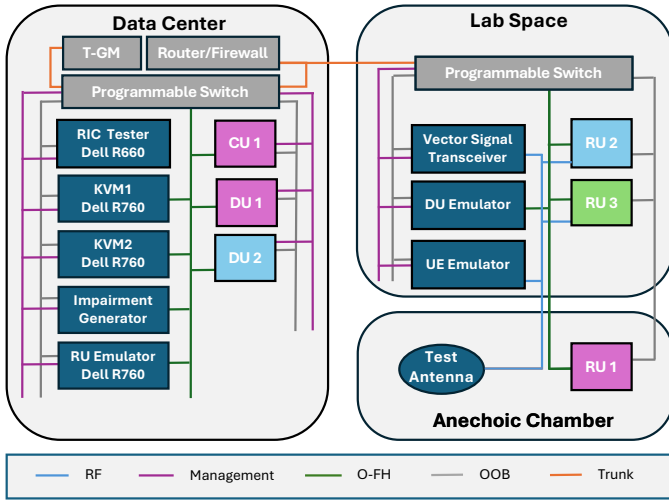 Data Center
T-GM
Router/Firewall
Programmable Switch
RIC Tester
Dell R660
CU 1
KVM1
Dell R760
DU 1
KVM2
Dell R760
DU 2
Impairment
Generator
RU Emulator
Dell R760
Lab Space
Programmable Switch
Vector Signal
Transceiver
RU 2
DU Emulator
RU 3
UE Emulator
Test
Antenna
RU 1
Anechoic Chamber
RF
Management
O-FH
OOB
Trunk